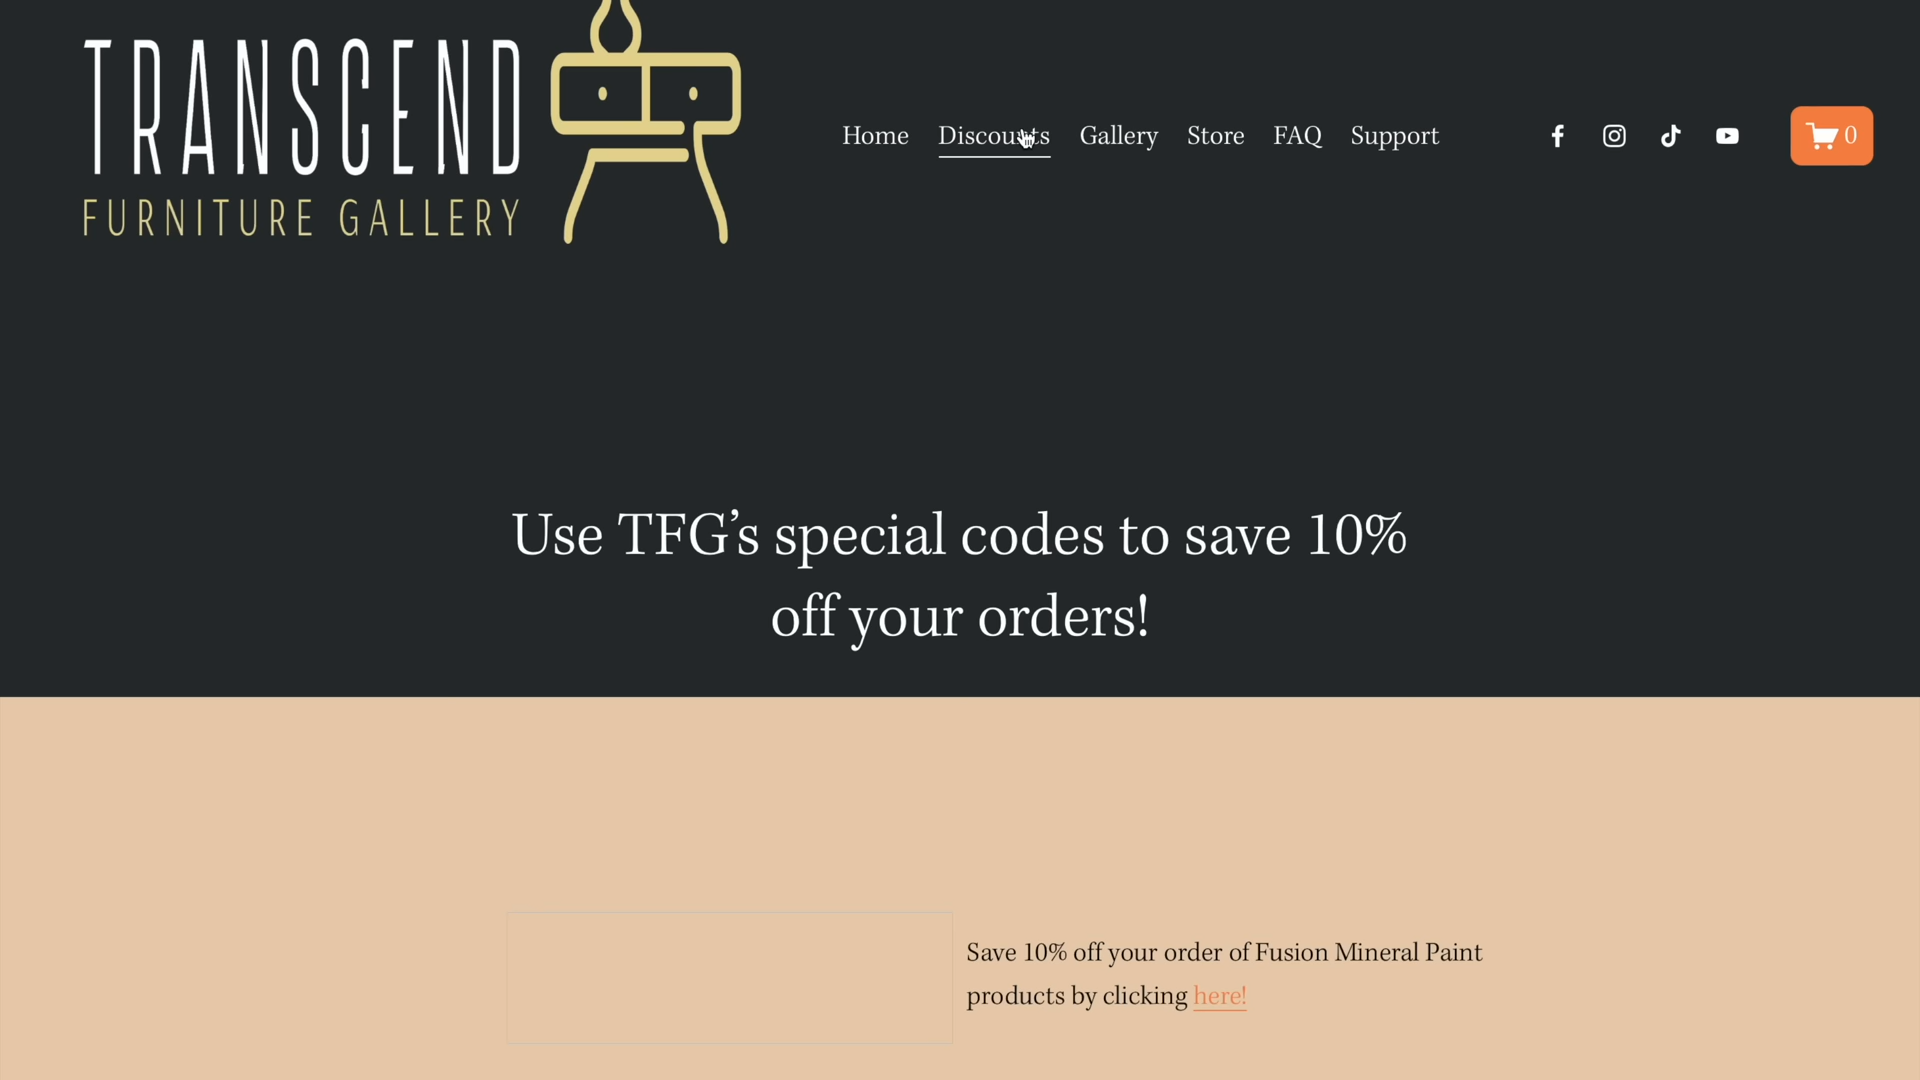 TRANSCEND
FURNITURE GALLERY
Home Discounts Gallery Store FAQ Support
0
Use TFG’s special codes to save 10%
off your orders!
Save 10% off your order of Fusion Mineral Paint
products by clicking here!